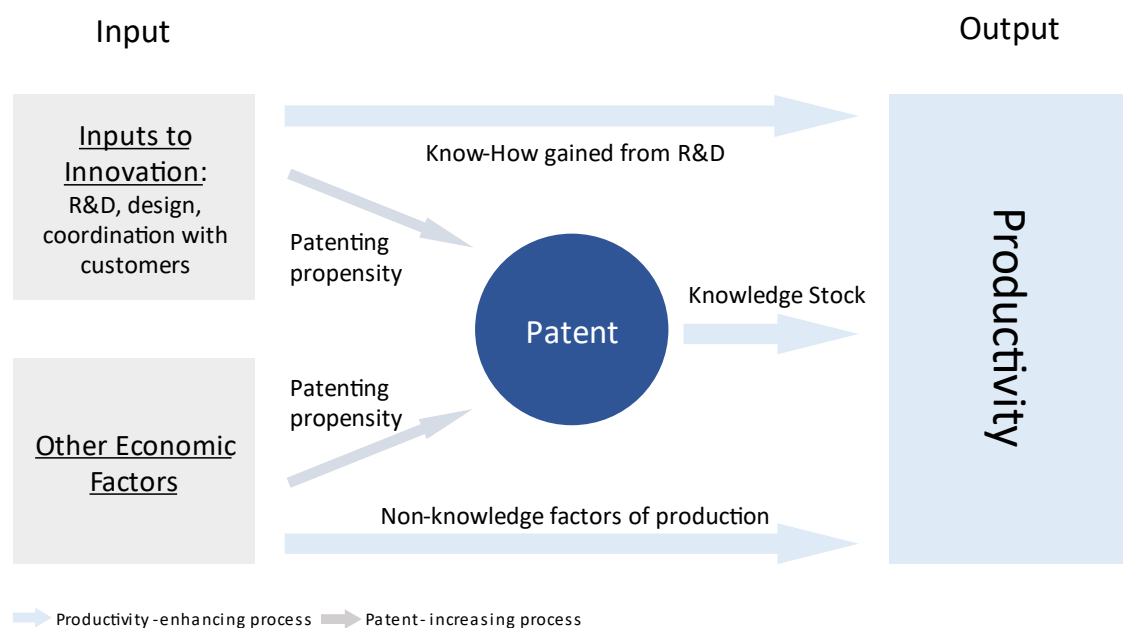 Input
Output
Inputs to
Innovation:
R&D, design,
coordination with
customers
Know-How gained from R&D
Patenting
propensity
Patent
Knowledge Stock
Productivity
Patenting
propensity
Other Economic
Factors
Non-knowledge factors of production
Productivity-enhancing process
Patent-increasing process